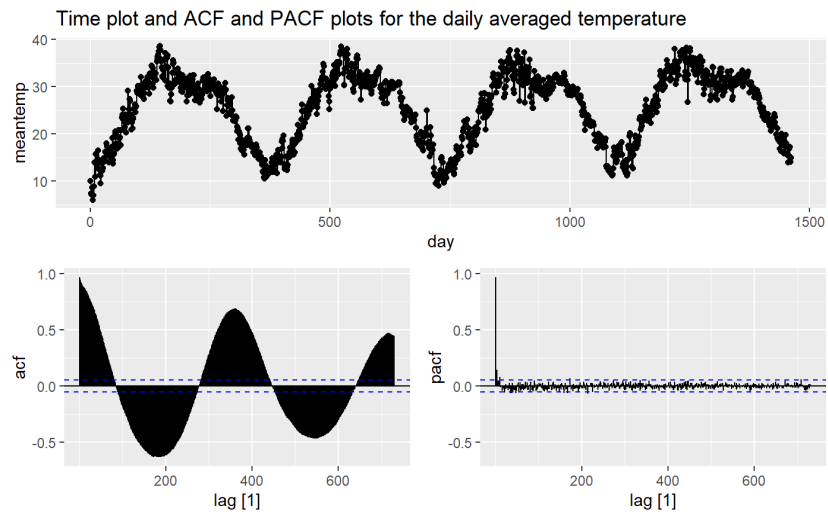 Time plot and ACF and PACF plots for the daily averaged temperature
40
30
20
10
meantemp
0 500 1000 1500
day
1.0
0.5
0.0
-0.5
acf
200 400 600
lag [1]
1.0
0.5
0.0
-0.5
pacf
200 400 600
lag [1]